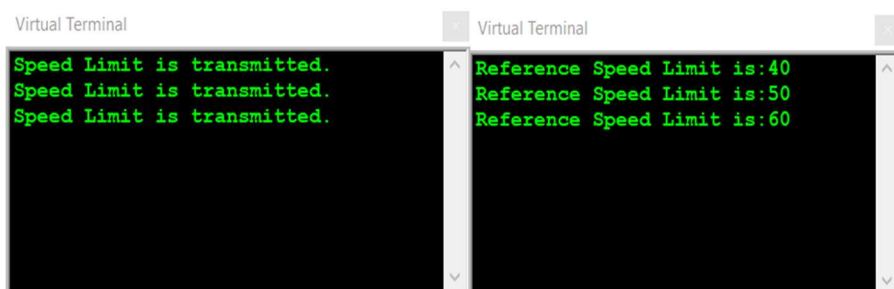 Virtual Terminal
Speed Limit is transmitted.
Speed Limit is transmitted.
Speed Limit is transmitted.
Virtual Terminal
Reference Speed Limit is:40
Reference Speed Limit is:50
Reference Speed Limit is:60